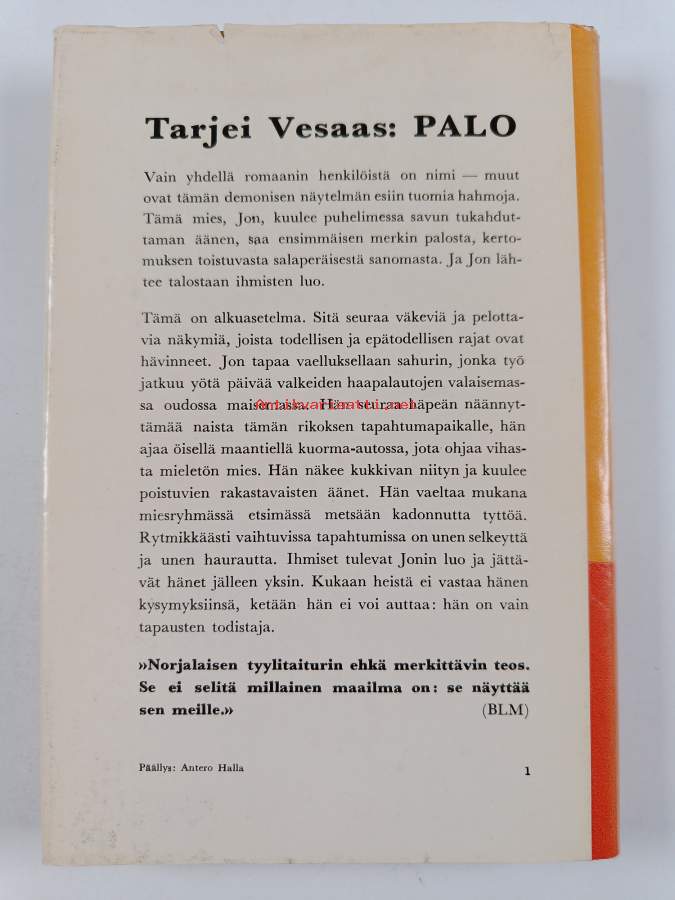 Tarjei Vesaas: PALO
Vain yhdellä romaanin henkilöistä on nimi — muut
ovat tämän demonisen näytelmän esiin tuomia hahmoja.
Tämä mies, Jon, kuulee puhelimessa savun tukahdut-
taman äänen, saa ensimmäisen merkin palosta, kerto-
muksen toistuvasta salaperäisestä sanomasta. Ja Jon läh-
tee talostaan ihmisten luo.
Tämä on alkuasetelma. Sitä seuraa väkeviä ja pelotta-
via näkymiä, joista todellisen ja epätodellisen rajat ovat
hävinneet. Jon tapaa vaelluksellaan sahurin, jonka työ
jatkuu yötä päivää valkeiden haapalautojen valaisemas-
sa oudossa maisemassa. Hän seuraa häpeän näännyt-
tämää naista tämän rikoksen tapahtumapaikalle, hän
ajaa öisellä maantiellä kuorma-autossa, jota ohjaa vihas-
ta mieletön mies. Hän näkee kukkivan niityn ja kuulee
poistuvien rakastavaisten äänet. Hän vaeltaa mukana
miesryhmässä etsimässä metsään kadonnutta tyttöä.
Rytmikkäästi vaihtuvissa tapahtumissa on unen selkeyttä
ja unen haurautta. Ihmiset tulevat Jonin luo ja jättä-
vät hänet jälleen yksin. Kukaan heistä ei vastaa hänen
kysymyksiinsä, ketään hän ei voi auttaa: hän on vain
tapausten todistaja.
»Norjalaisen tyylitaiturin ehkä merkittävin teos.
Se ei selitä millainen maailma on: se näyttää
sen meille.» (BLM)
Päällys: Antero Halla 1
Antikvariaatti.net